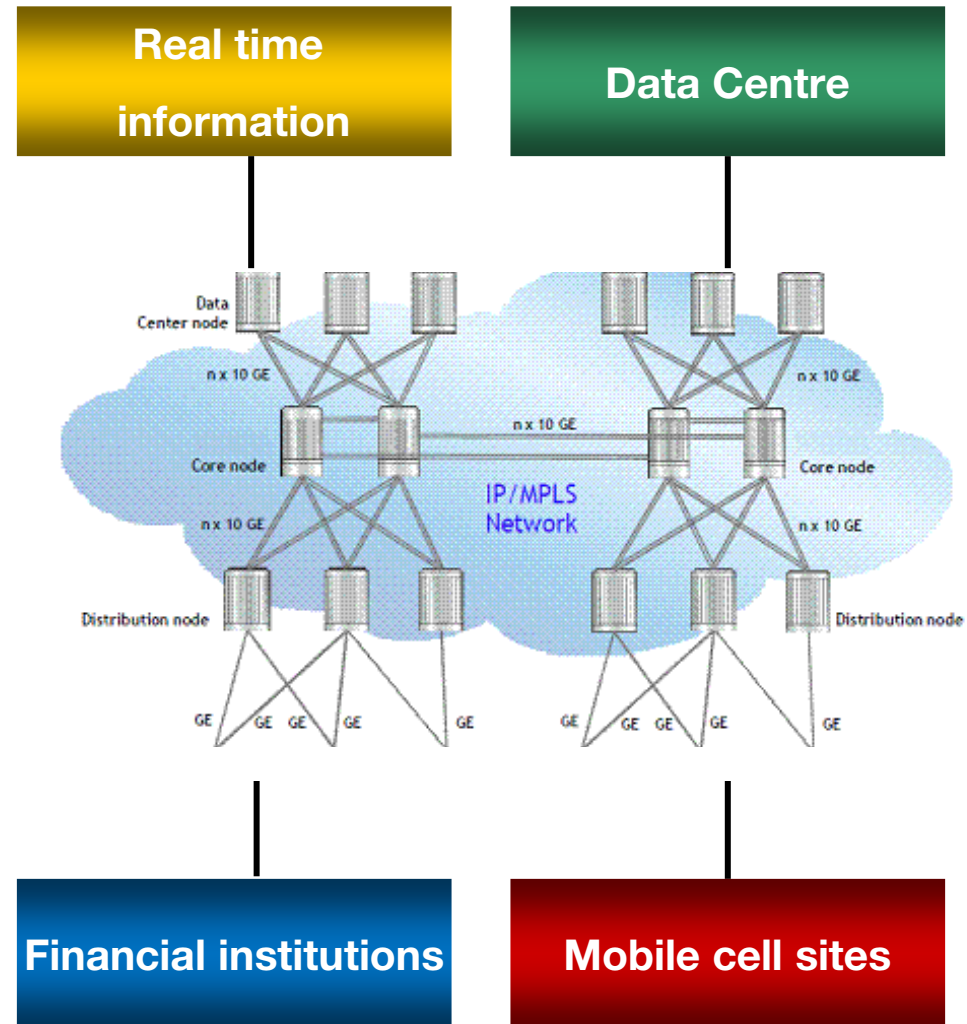 Real time
information
Data Centre
Data
Center node
n x 10 GE
n x 10 GE
n x 10 GE
Core node
Core node
IP/MPLS
Network
n x 10 GE
n x 10 GE
Distribution node
Distribution node
GE
GE
GE
GE
GE
GE
GE
GE
GE
GE
Financial institutions
Mobile cell sites